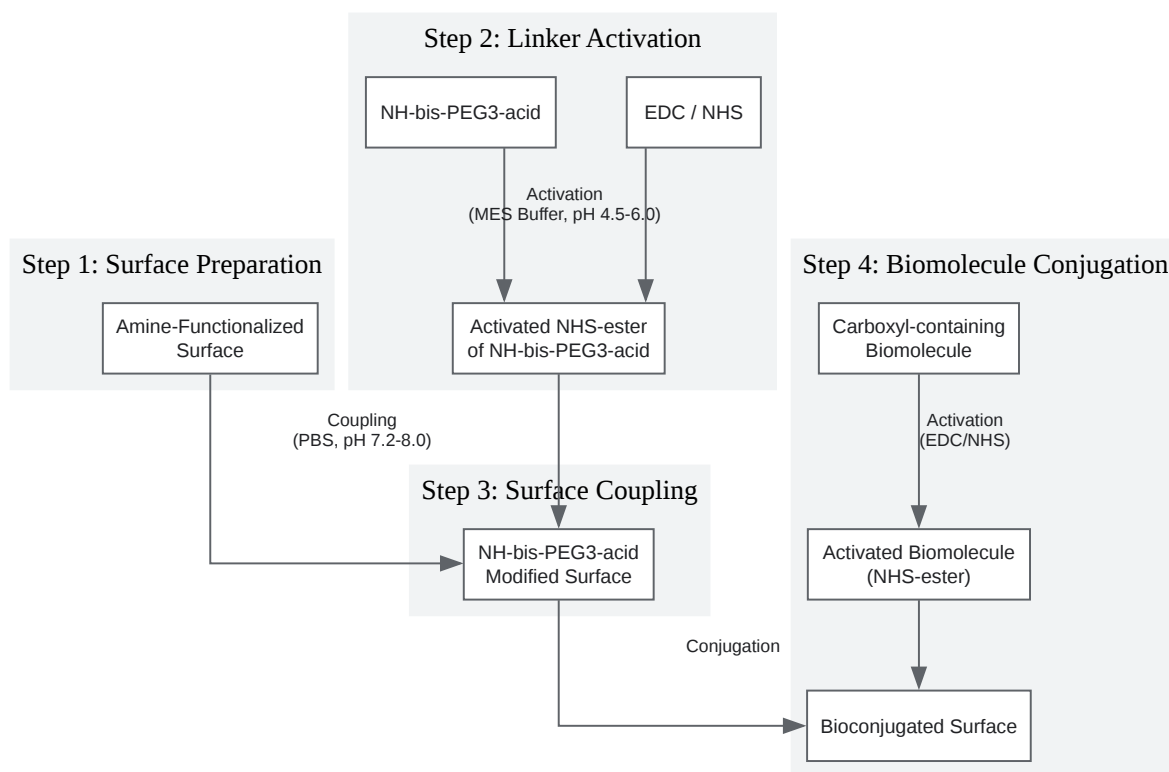 Step 2: Linker Activation
NH-bis-PEG3-acid
EDC / NHS
Activation
(MES Buffer, pH 4.5-6.0)
Step 1: Surface Preparation
Amine-Functionalized
Surface
Activated NHS-ester
of NH-bis-PEG3-acid
Step 4: Biomolecule Conjugation
Carboxyl-containing
Biomolecule
Coupling
(PBS, pH 7.2-8.0)
Activation
(EDC/NHS)
Step 3: Surface Coupling
NH-bis-PEG3-acid
Modified Surface
Activated Biomolecule
(NHS-ester)
Conjugation
Bioconjugated Surface